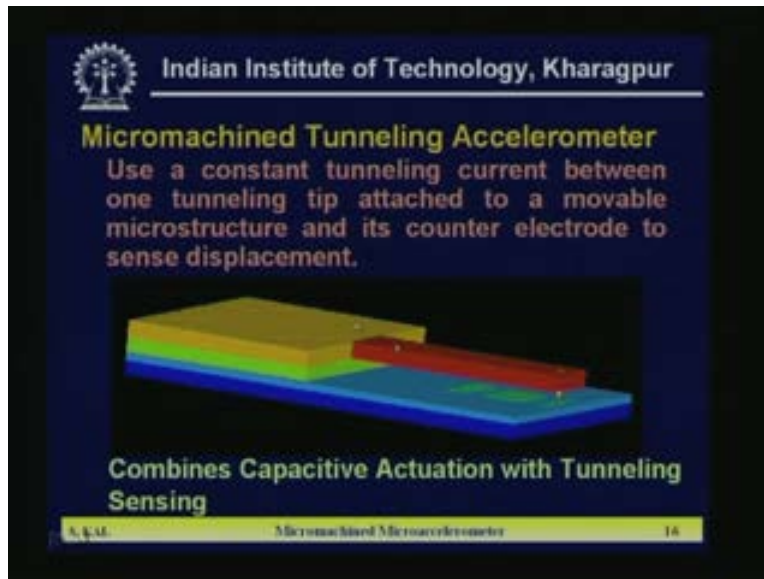 Indian Institute of Technology, Kharagpur
Micromachined Tunneling Accelerometer
Use a constant tunneling current between
one tunneling tip attached to a movable
microstructure and its counter electrode to
sense displacement.
Combines Capacitive Actuation with Tunneling
Sensing
A. KAL Micromachined Microaccelerometer 16